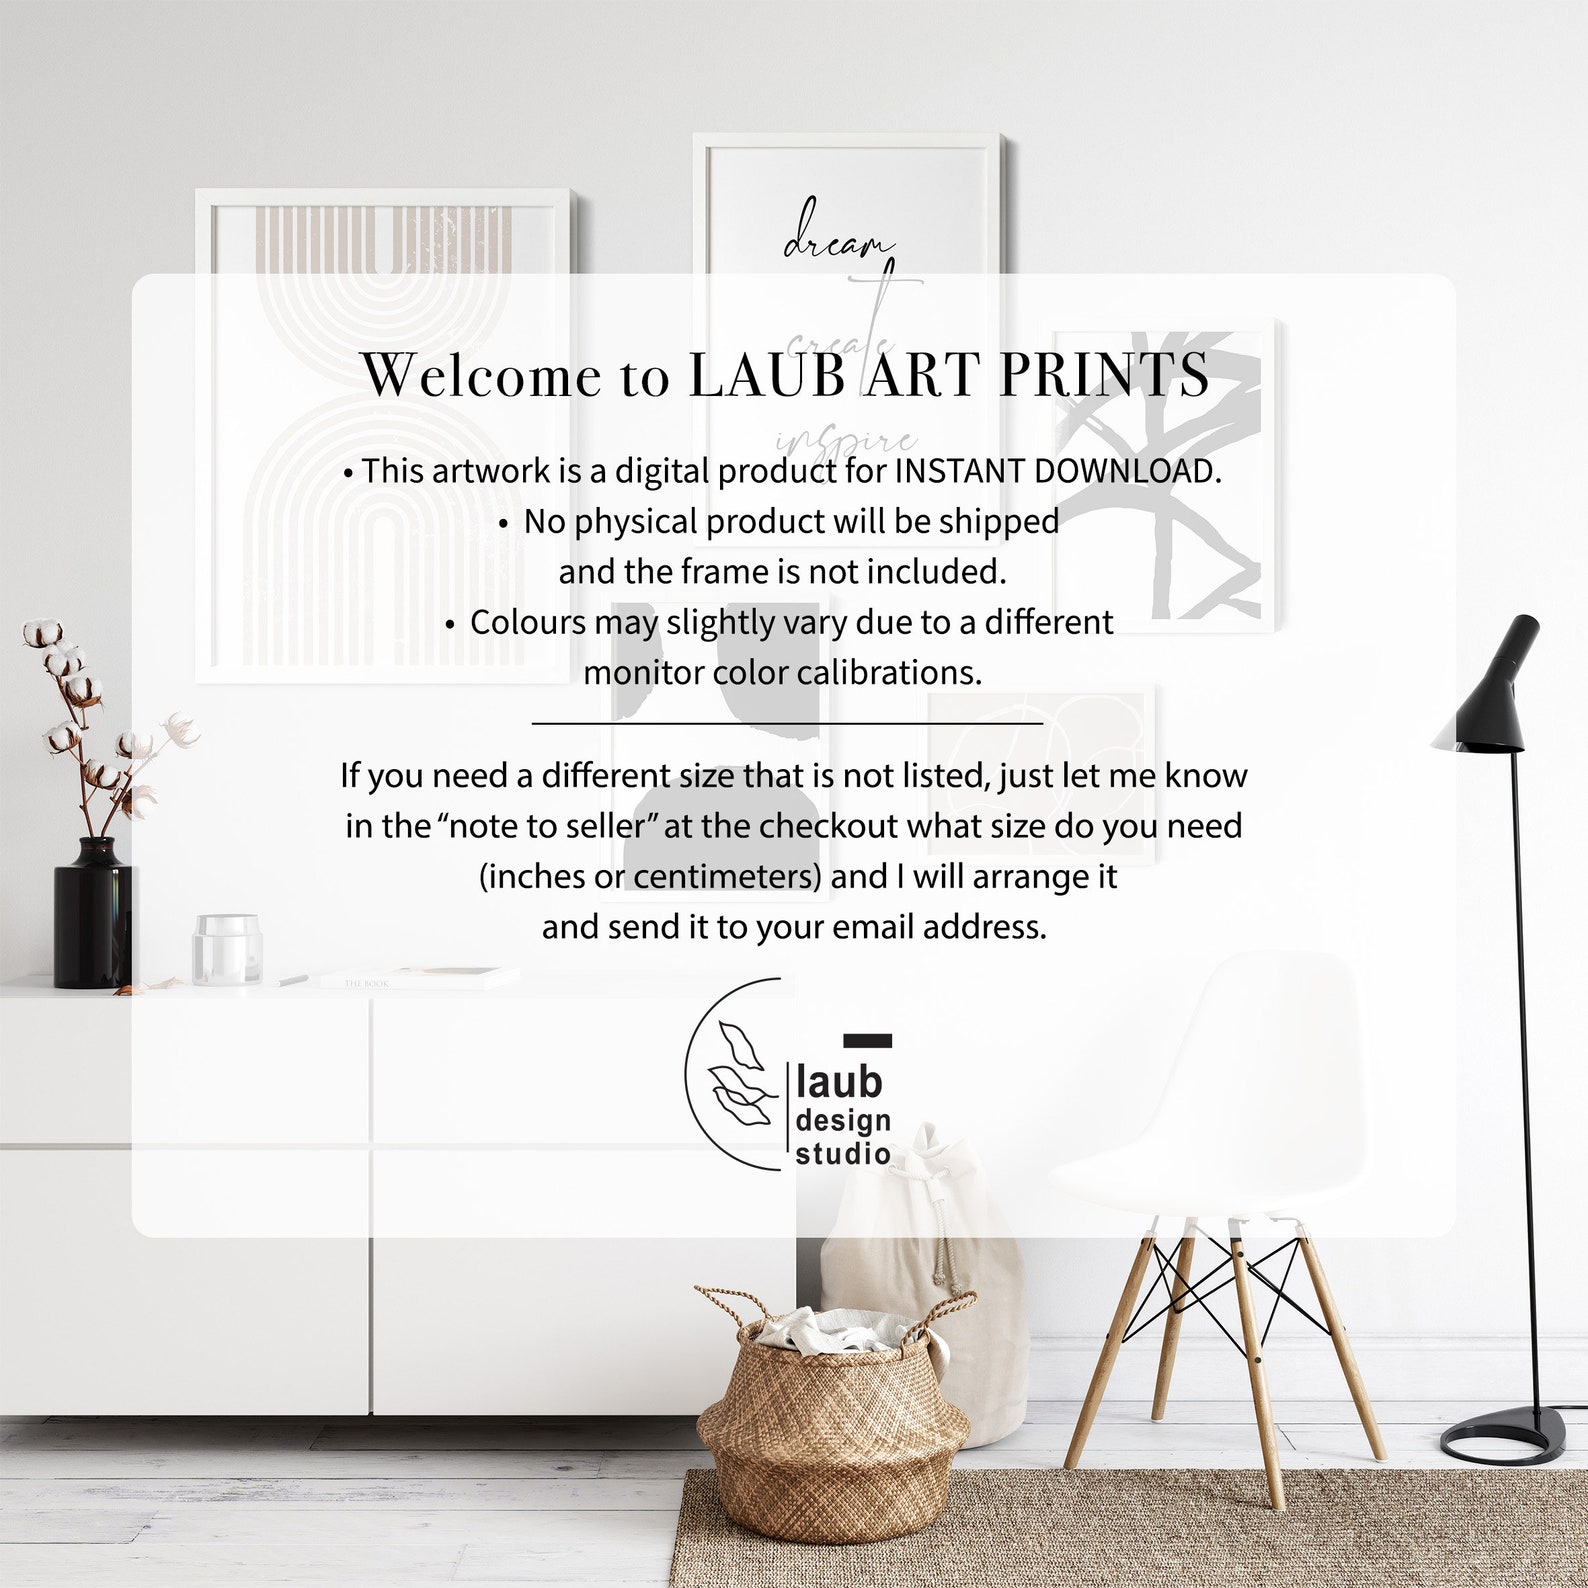 dream
create
inspire
Welcome to LAUB ART PRINTS
• This artwork is a digital product for INSTANT DOWNLOAD.
• No physical product will be shipped
and the frame is not included.
• Colours may slightly vary due to a different
monitor color calibrations.
If you need a different size that is not listed, just let me know
in the “note to seller” at the checkout what size do you need
(inches or centimeters) and I will arrange it
and send it to your email address.
THE BOOK
laub
design
studio